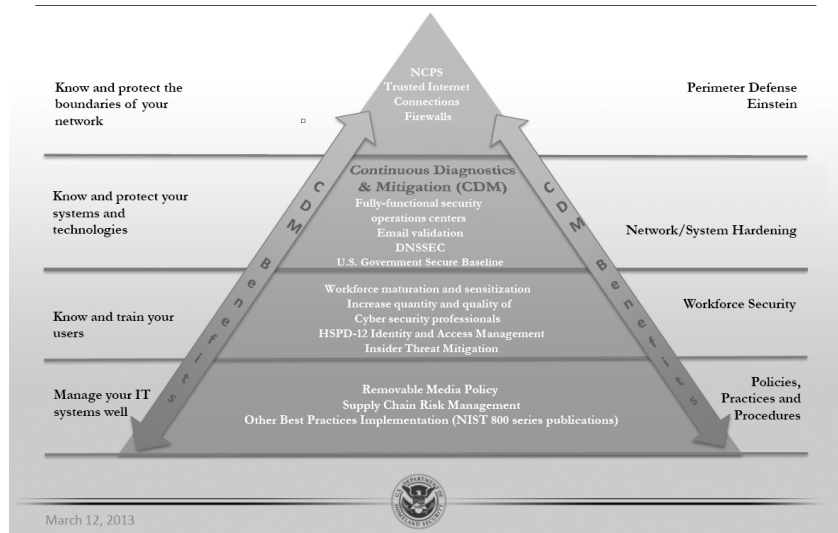 Know and protect the
boundaries of your
network
NCPS
Trusted Internet
Connections
Firewalls
Perimeter Defense
Einstein
Know and protect your
systems and
technologies
Continuous Diagnostics
& Mitigation (CDM)
Fully-functional security
operations centers
Email validation
DNSSEC
U.S. Government Secure Baseline
Network/System Hardening
Know and train your
users
Workforce maturation and sensitization
Increase quantity and quality of
Cyber security professionals
HSPD-12 Identity and Access Management
Insider Threat Mitigation
Workforce Security
Manage your IT
systems well
Removable Media Policy
Supply Chain Risk Management
Other Best Practices Implementation (NIST 800 series publications)
Policies,
Practices and
Procedures
CDM Benefits
CDM Benefits
U.S. DEPARTMENT OF
HOMELAND SECURITY
March 12, 2013